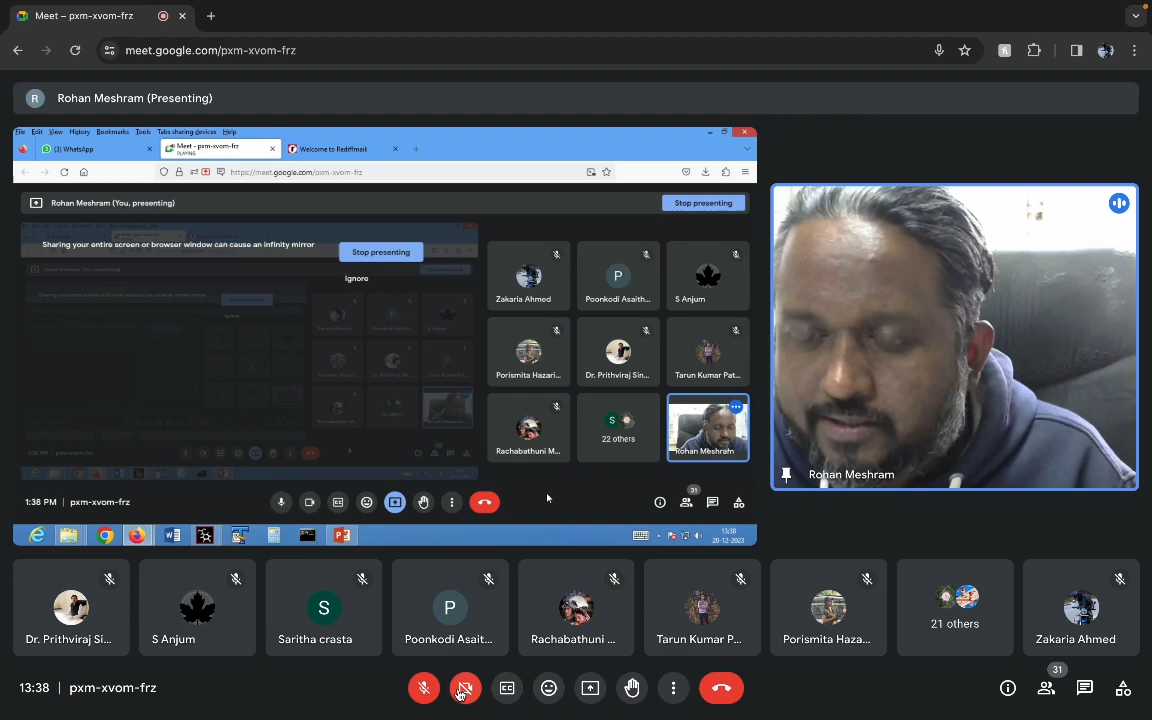 Meet – pxm-xvom-frz
meet.google.com/pxm-xvom-frz
R Rohan Meshram (Presenting)
File Edit View History Bookmarks Tools Tabs sharing devices Help
(3) WhatsApp
Meet - pxm-xvom-frz
PLAYING
Welcome to Rediffmail
https://meet.google.com/pxm-xvom-frz
Rohan Meshram (You, presenting)
Stop presenting
Sharing your entire screen or browser window can cause an infinity mirror
Stop presenting
Ignore
Zakaria Ahmed
P
Poonkodi Asaith...
S Anjum
Porismita Hazari...
Dr. Prithviraj Sin...
Tarun Kumar Pat...
Rachabathuni M...
S
22 others
Rohan Meshram
1:38 PM | pxm-xvom-frz
31
13:38
20-12-2023
Rohan Meshram
Dr. Prithviraj Si...
S Anjum
S
Saritha crasta
P
Poonkodi Asait...
Rachabathuni ...
Tarun Kumar P...
Porismita Haza...
21 others
Zakaria Ahmed
13:38 | pxm-xvom-frz
31